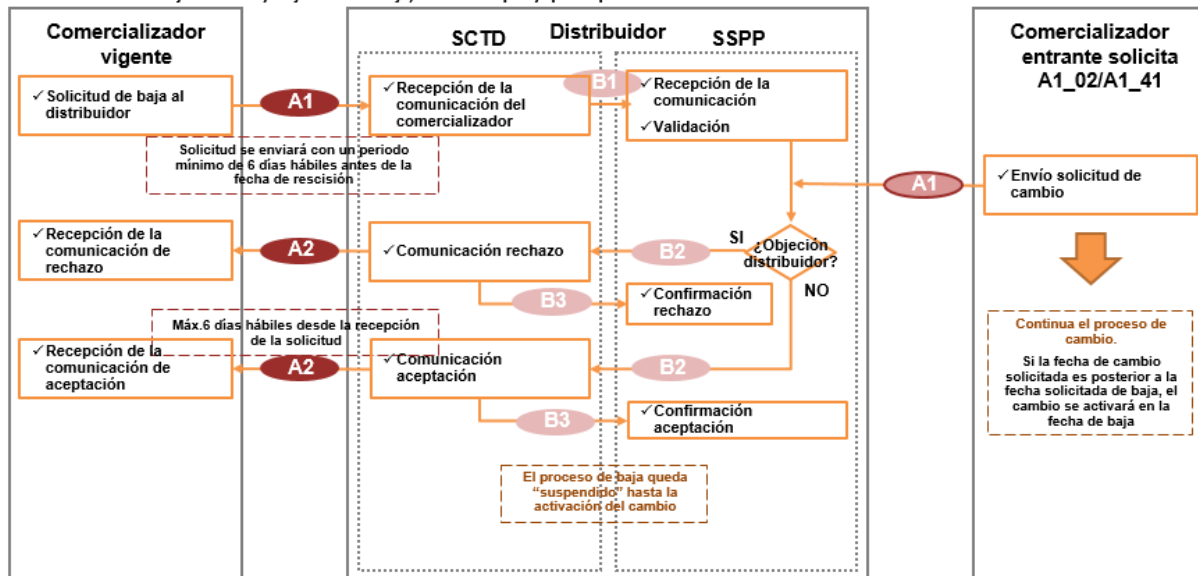 Comercializador
vigente
✓ Solicitud de baja al
distribuidor
A1
Solicitud se enviará con un periodo
mínimo de 6 días hábiles antes de la
fecha de rescisión
✓ Recepción de la
comunicación de
rechazo
A2
Máx.6 días hábiles desde la recepción
de la solicitud
✓ Recepción de la
comunicación de
aceptación
A2
Distribuidor
SCTD
SSPP
✓ Recepción de la
comunicación del
comercializador
B1
✓ Recepción de la
comunicación
✓ Validación
SI
¿Objeción
distribuidor?
NO
B2
✓ Comunicación rechazo
B3
✓ Confirmación
rechazo
B2
✓ Comunicación
aceptación
B3
✓ Confirmación
aceptación
El proceso de baja queda
“suspendido” hasta la
activación del cambio
Comercializador
entrante solicita
A1_02/A1_41
A1
✓ Envío solicitud de
cambio
Continua el proceso de
cambio.
Si la fecha de cambio
solicitada es posterior a la
fecha solicitada de baja, el
cambio se activará en la
fecha de baja